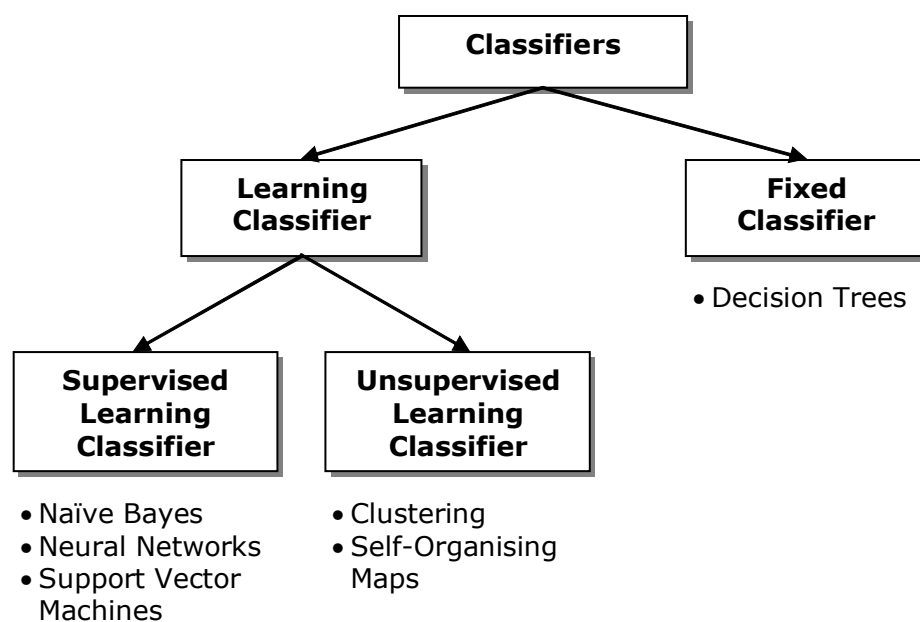 Classifiers
Learning
Classifier
Fixed
Classifier
• Decision Trees
Supervised
Learning
Classifier
Unsupervised
Learning
Classifier
• Naïve Bayes
• Neural Networks
• Support Vector
Machines
• Clustering
• Self-Organising
Maps